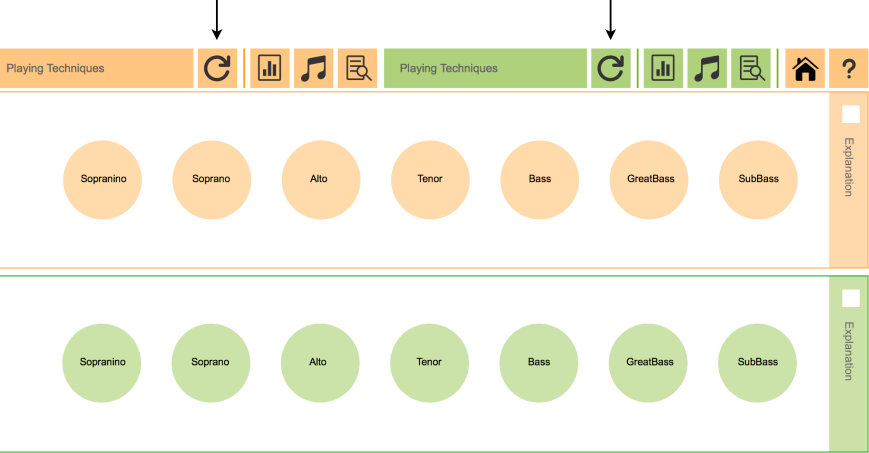 Playing Techniques
Playing Techniques
?
Sopranino Soprano Alto Tenor Bass GreatBass SubBass
Explanation
Sopranino Soprano Alto Tenor Bass GreatBass SubBass
Explanation